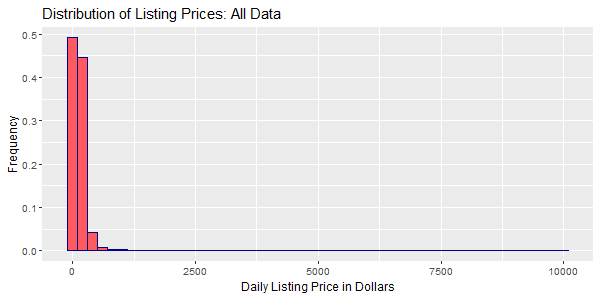 Distribution of Listing Prices: All Data
Frequency
0.5
0.4
0.3
0.2
0.1
0.0
0 2500 5000 7500 10000
Daily Listing Price in Dollars